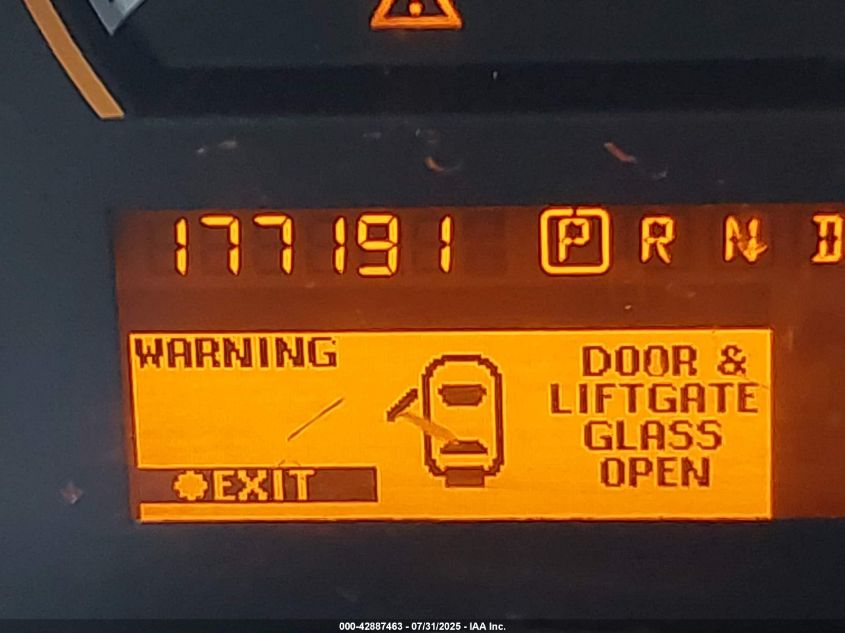 177191 P R N D
WARNING
DOOR &
LIFTGATE
GLASS
OPEN
EXIT
000-42887463 - 07/31/2025 - IAA Inc.